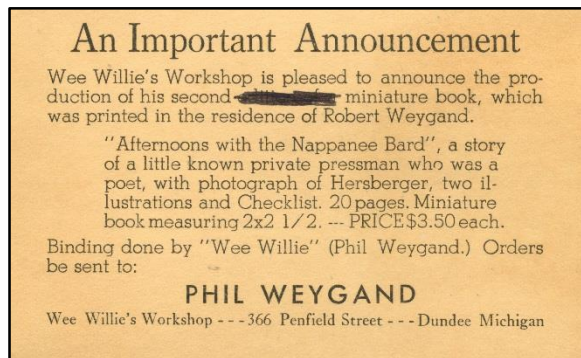 An Important Announcement
Wee Willie's Workshop is pleased to announce the pro-
duction of his second miniature book, which
was printed in the residence of Robert Weygand.
"Afternoons with the Nappanee Bard", a story
of a little known private pressman who was a
poet, with photograph of Hersberger, two il-
lustrations and Checklist. 20 pages. Miniature
book measuring 2x2 1/2. --- PRICE $3.50 each.
Binding done by "Wee Willie" (Phil Weygand.) Orders
be sent to:
PHIL WEYGAND
Wee Willie's Workshop - - - 366 Penfield Street - - - Dundee Michigan